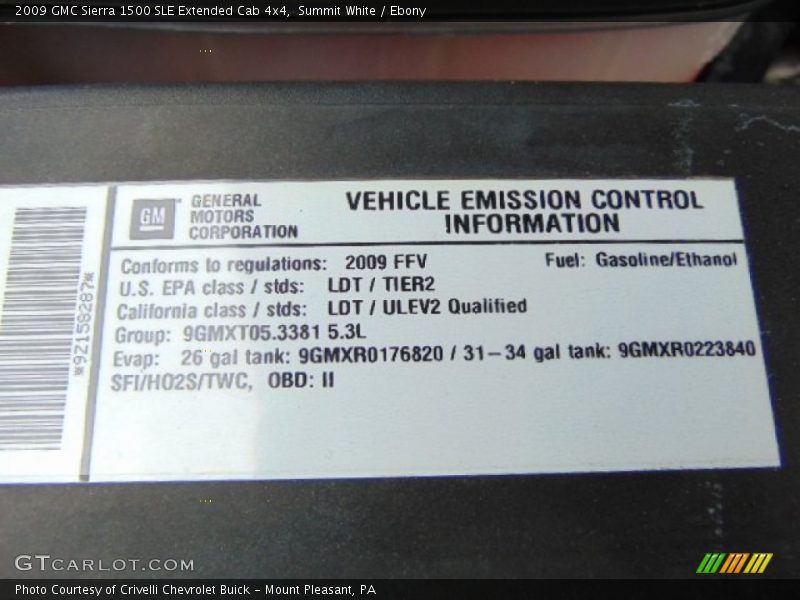 2009 GMC Sierra 1500 SLE Extended Cab 4x4, Summit White / Ebony
GM
GENERAL
MOTORS
CORPORATION
VEHICLE EMISSION CONTROL
INFORMATION
Conforms to regulations: 2009 FFV Fuel: Gasoline/Ethanol
U.S. EPA class / stds: LDT / TIER2
California class / stds: LDT / ULEV2 Qualified
Group: 9GMXT05.3381 5.3L
Evap: 26 gal tank: 9GMXR0176820 / 31-34 gal tank: 9GMXR0223840
SFI/HO2S/TWC, OBD: II
*92158287*
GTCARLOT.COM
Photo Courtesy of Crivelli Chevrolet Buick - Mount Pleasant, PA